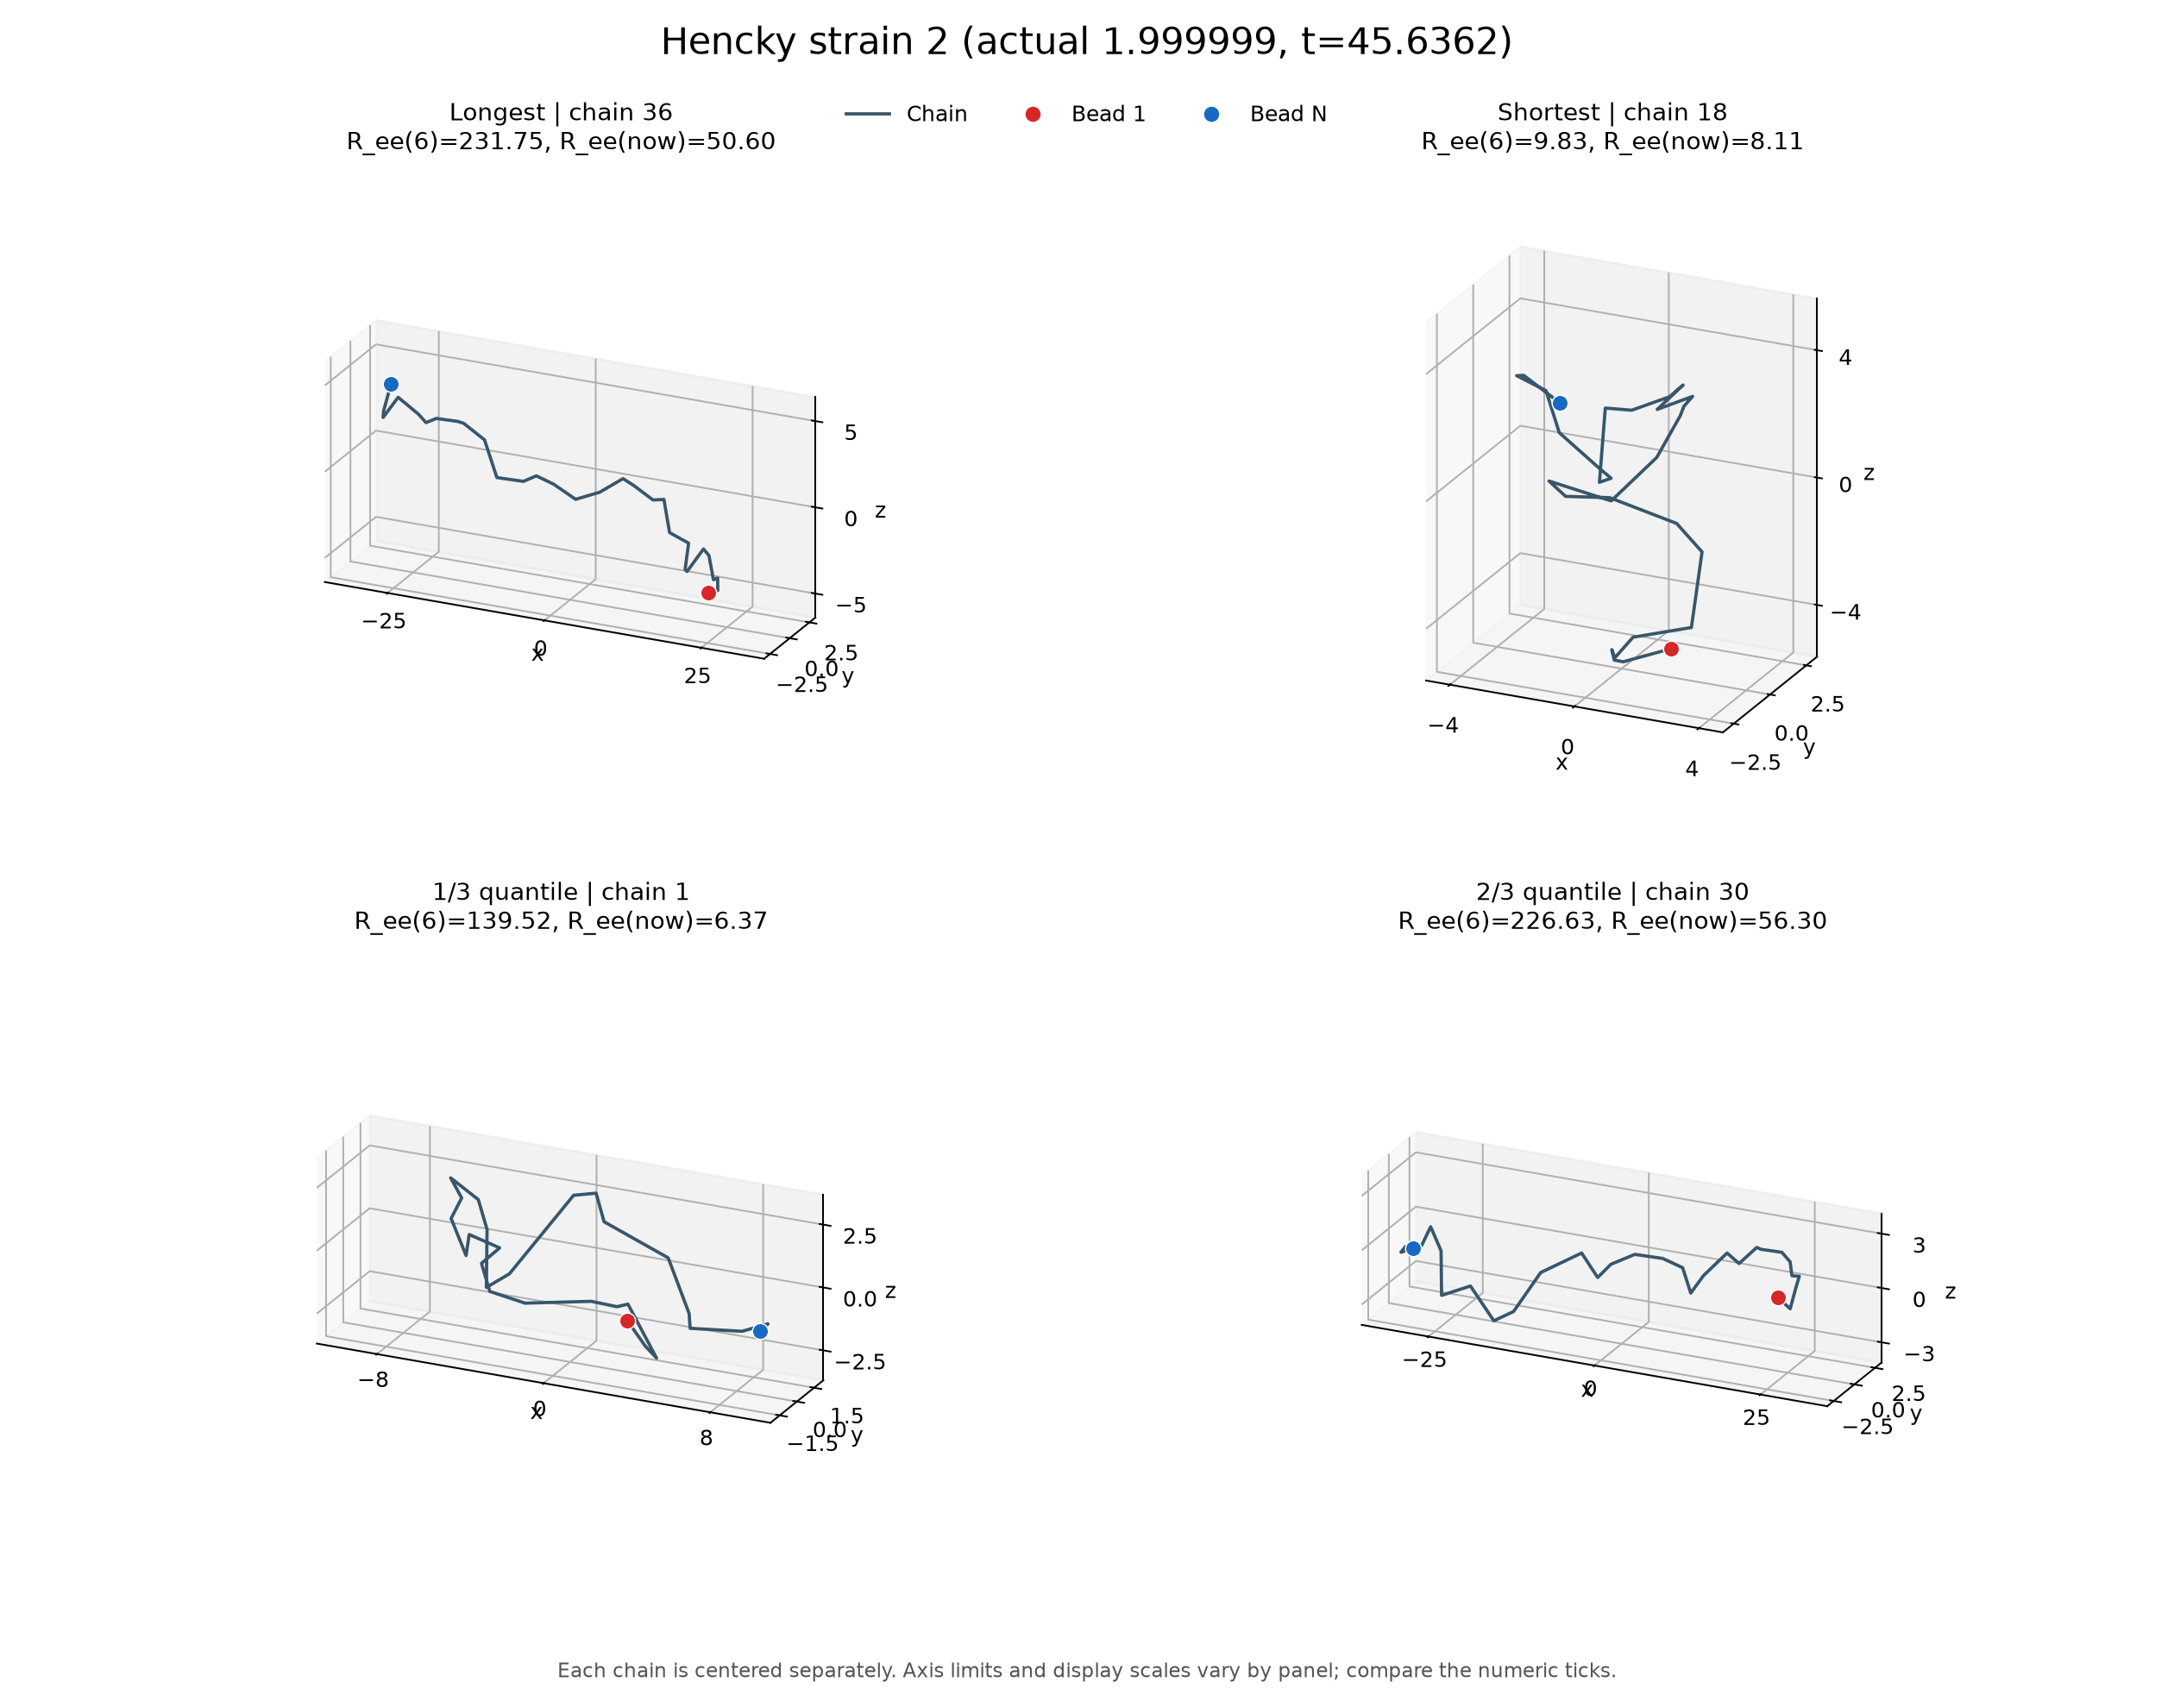 Hencky strain 2 (actual 1.999999, t=45.6362)
Chain
Bead 1
Bead N
Longest | chain 36
R_ee(6)=231.75, R_ee(now)=50.60
5
0
−5
z
−25
0
25
x
2.5
0.0
−2.5
y
Shortest | chain 18
R_ee(6)=9.83, R_ee(now)=8.11
4
0
−4
z
−4
0
4
x
2.5
0.0
−2.5
y
1/3 quantile | chain 1
R_ee(6)=139.52, R_ee(now)=6.37
2.5
0.0
−2.5
z
−8
0
8
x
1.5
0.0
−1.5
y
2/3 quantile | chain 30
R_ee(6)=226.63, R_ee(now)=56.30
3
0
−3
z
−25
0
25
x
2.5
0.0
−2.5
y
Each chain is centered separately. Axis limits and display scales vary by panel; compare the numeric ticks.